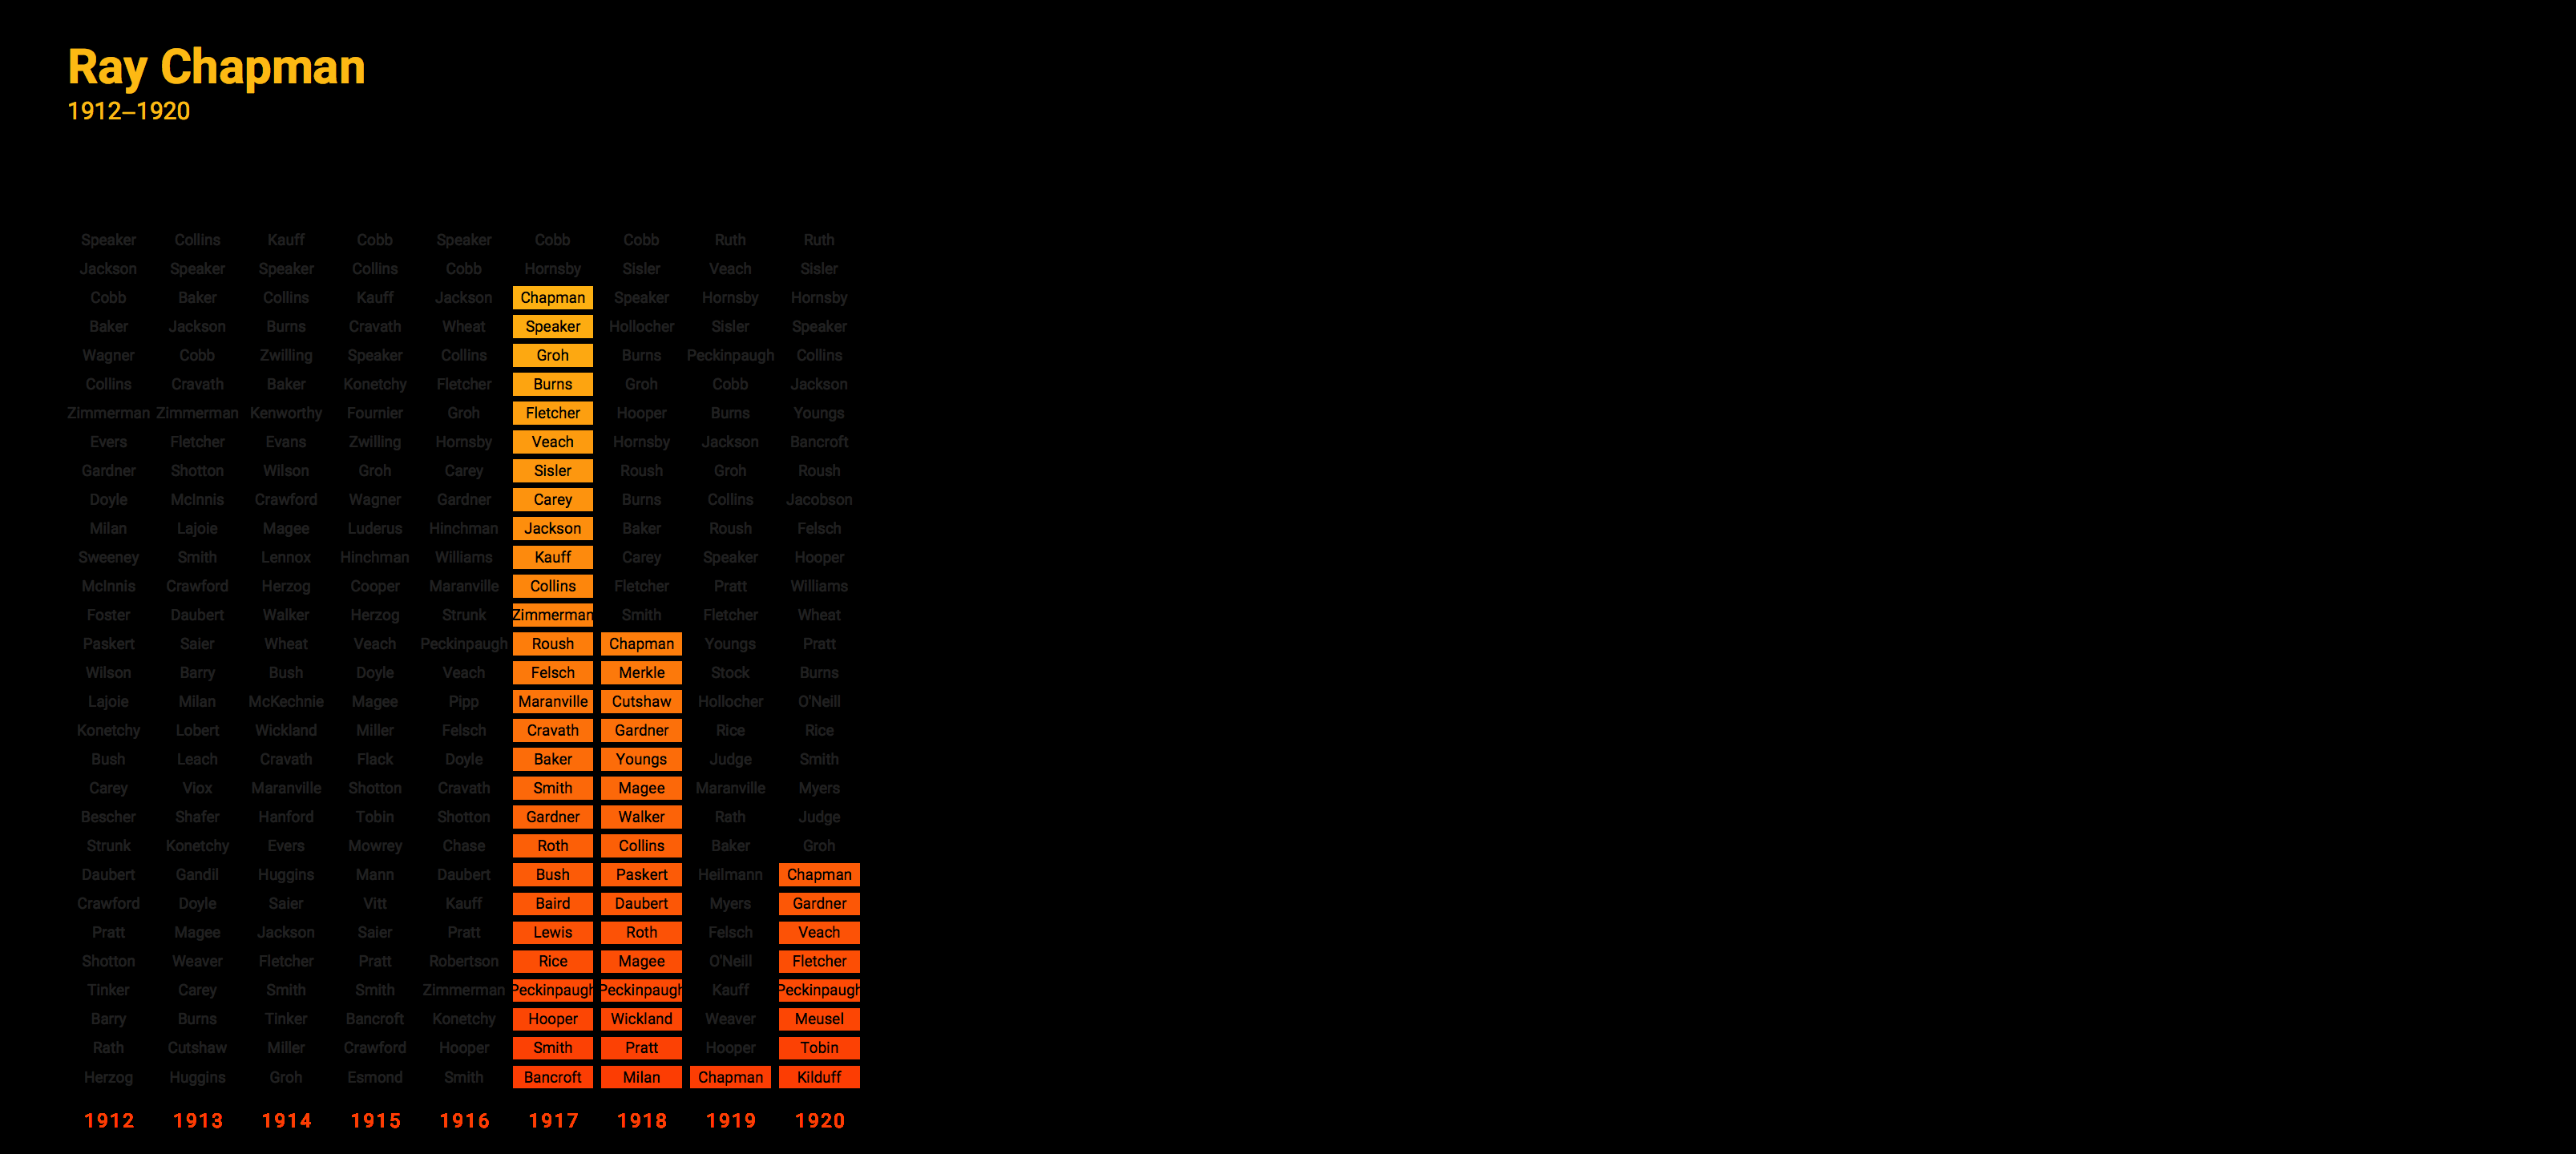 Ray Chapman
1912–1920
Speaker Collins Kauff Cobb Speaker Cobb Cobb Ruth Ruth
Jackson Speaker Speaker Collins Cobb Hornsby Sisler Veach Sisler
Cobb Baker Collins Kauff Jackson Chapman Speaker Hornsby Hornsby
Baker Jackson Burns Cravath Wheat Speaker Hollocher Sisler Speaker
Wagner Cobb Zwilling Speaker Collins Groh Burns Peckinpaugh Collins
Collins Cravath Baker Konetchy Fletcher Burns Groh Cobb Jackson
Zimmerman Zimmerman Kenworthy Fournier Groh Fletcher Hooper Burns Youngs
Evers Fletcher Evans Zwilling Hornsby Veach Hornsby Jackson Bancroft
Gardner Shotton Wilson Groh Carey Sisler Roush Groh Roush
Doyle McInnis Crawford Wagner Gardner Carey Burns Collins Jacobson
Milan Lajoie Magee Luderus Hinchman Jackson Baker Roush Felsch
Sweeney Smith Lennox Hinchman Williams Kauff Carey Speaker Hooper
McInnis Crawford Herzog Cooper Maranville Collins Fletcher Pratt Williams
Foster Daubert Walker Herzog Strunk Zimmerman Smith Fletcher Wheat
Paskert Saier Wheat Veach Peckinpaugh Roush Chapman Youngs Pratt
Wilson Barry Bush Doyle Veach Felsch Merkle Stock Burns
Lajoie Milan McKechnie Magee Pipp Maranville Cutshaw Hollocher O'Neill
Konetchy Lobert Wickland Miller Felsch Cravath Gardner Rice Rice
Bush Leach Cravath Flack Doyle Baker Youngs Judge Smith
Carey Viox Maranville Shotton Cravath Smith Magee Maranville Myers
Bescher Shafer Hanford Tobin Shotton Gardner Walker Rath Judge
Strunk Konetchy Evers Mowrey Chase Roth Collins Baker Groh
Daubert Gandil Huggins Mann Daubert Bush Paskert Heilmann Chapman
Crawford Doyle Saier Vitt Kauff Baird Daubert Myers Gardner
Pratt Magee Jackson Saier Pratt Lewis Roth Felsch Veach
Shotton Weaver Fletcher Pratt Robertson Rice Magee O'Neill Fletcher
Tinker Carey Smith Smith Zimmerman Peckinpaugh Peckinpaugh Kauff Peckinpaugh
Barry Burns Tinker Bancroft Konetchy Hooper Wickland Weaver Meusel
Rath Cutshaw Miller Crawford Hooper Smith Pratt Hooper Tobin
Herzog Huggins Groh Esmond Smith Bancroft Milan Chapman Kilduff
1912 1913 1914 1915 1916 1917 1918 1919 1920